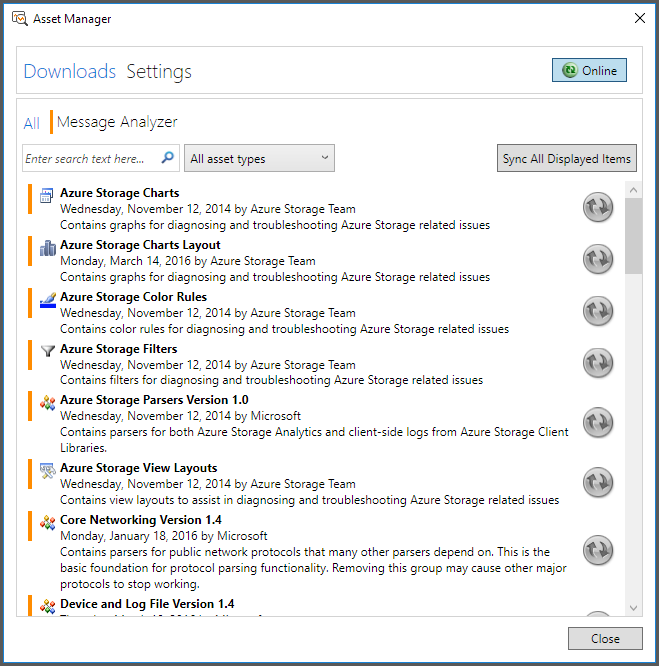 Asset Manager
Downloads Settings
Online
All Message Analyzer
Enter search text here...
All asset types
Sync All Displayed Items
Azure Storage Charts
Wednesday, November 12, 2014 by Azure Storage Team
Contains graphs for diagnosing and troubleshooting Azure Storage related issues
Azure Storage Charts Layout
Monday, March 14, 2016 by Azure Storage Team
Contains graphs for diagnosing and troubleshooting Azure Storage related issues
Azure Storage Color Rules
Wednesday, November 12, 2014 by Azure Storage Team
Contains color rules for diagnosing and troubleshooting Azure Storage related issues
Azure Storage Filters
Wednesday, November 12, 2014 by Azure Storage Team
Contains filters for diagnosing and troubleshooting Azure Storage related issues
Azure Storage Parsers Version 1.0
Wednesday, November 12, 2014 by Microsoft
Contains parsers for both Azure Storage Analytics and client-side logs from Azure Storage Client
Libraries.
Azure Storage View Layouts
Wednesday, November 12, 2014 by Azure Storage Team
Contains view layouts to assist in diagnosing and troubleshooting Azure Storage related issues
Core Networking Version 1.4
Monday, January 18, 2016 by Microsoft
Contains parsers for public network protocols that many other parsers depend on. This is the
basic foundation for protocol parsing functionality. Removing this group may cause other major
protocols to stop working.
Device and Log File Version 1.4
Close